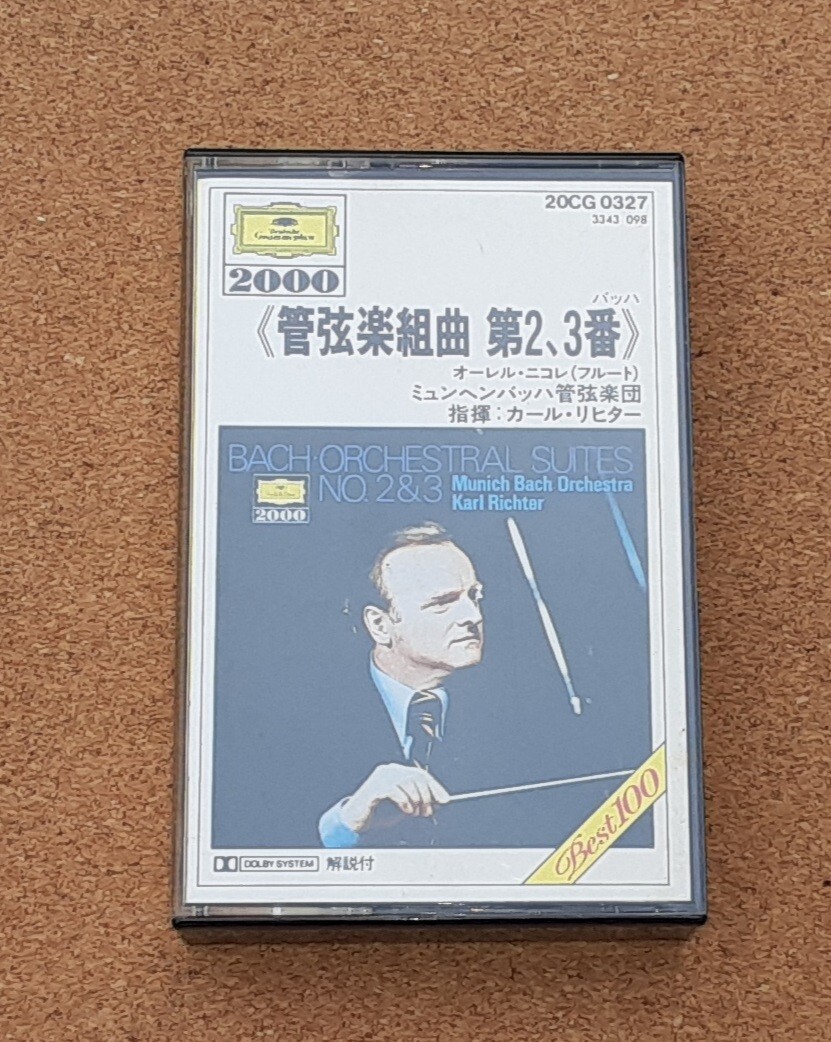 20CG 0327
3343 098
Deutsche
Grammophon
2000
バッハ
《管弦楽組曲 第2、3番》
オーレル・ニコレ(フルート)
ミュンヘンバッハ管弦楽団
指揮:カール・リヒター
BACH·ORCHESTRAL SUITES
NO. 2&3
Munich Bach Orchestra
Karl Richter
2000
Best100
DOLBY SYSTEM 解説付